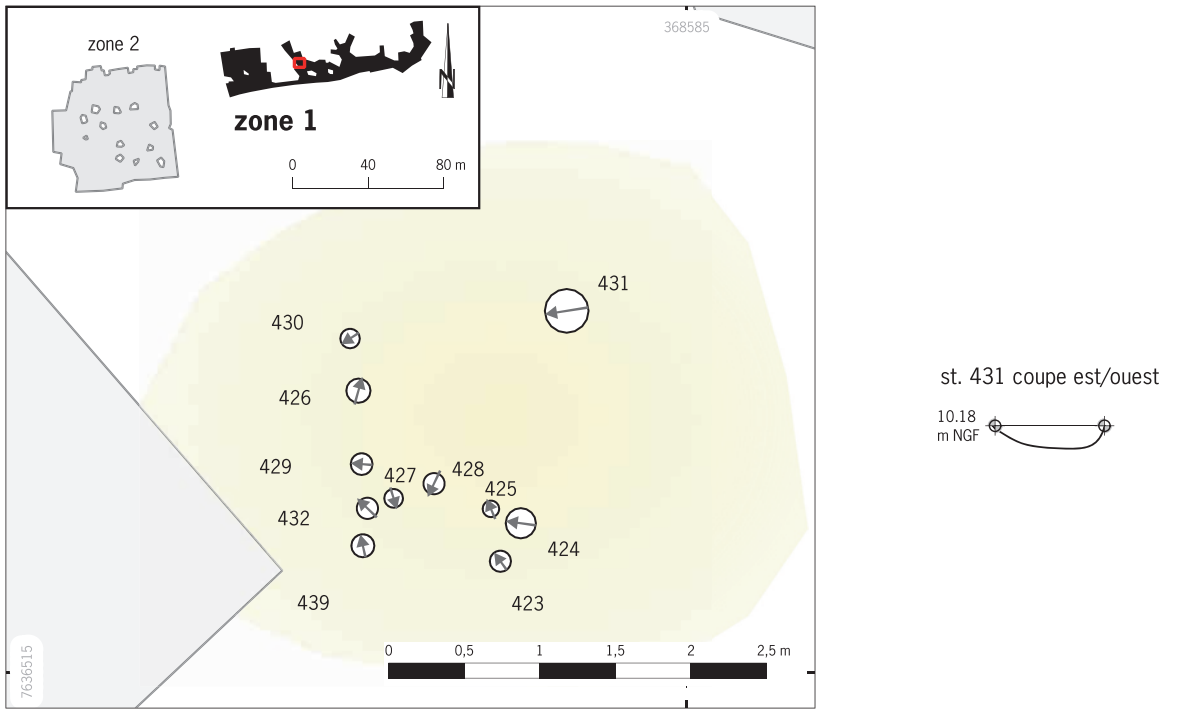 zone 2
zone 1
N
0 40 80 m
368585
431
430
426
429
427
428
425
432
424
439
423
0 0,5 1 1,5 2 2,5 m
7636515
st. 431 coupe est/ouest
10.18
m NGF